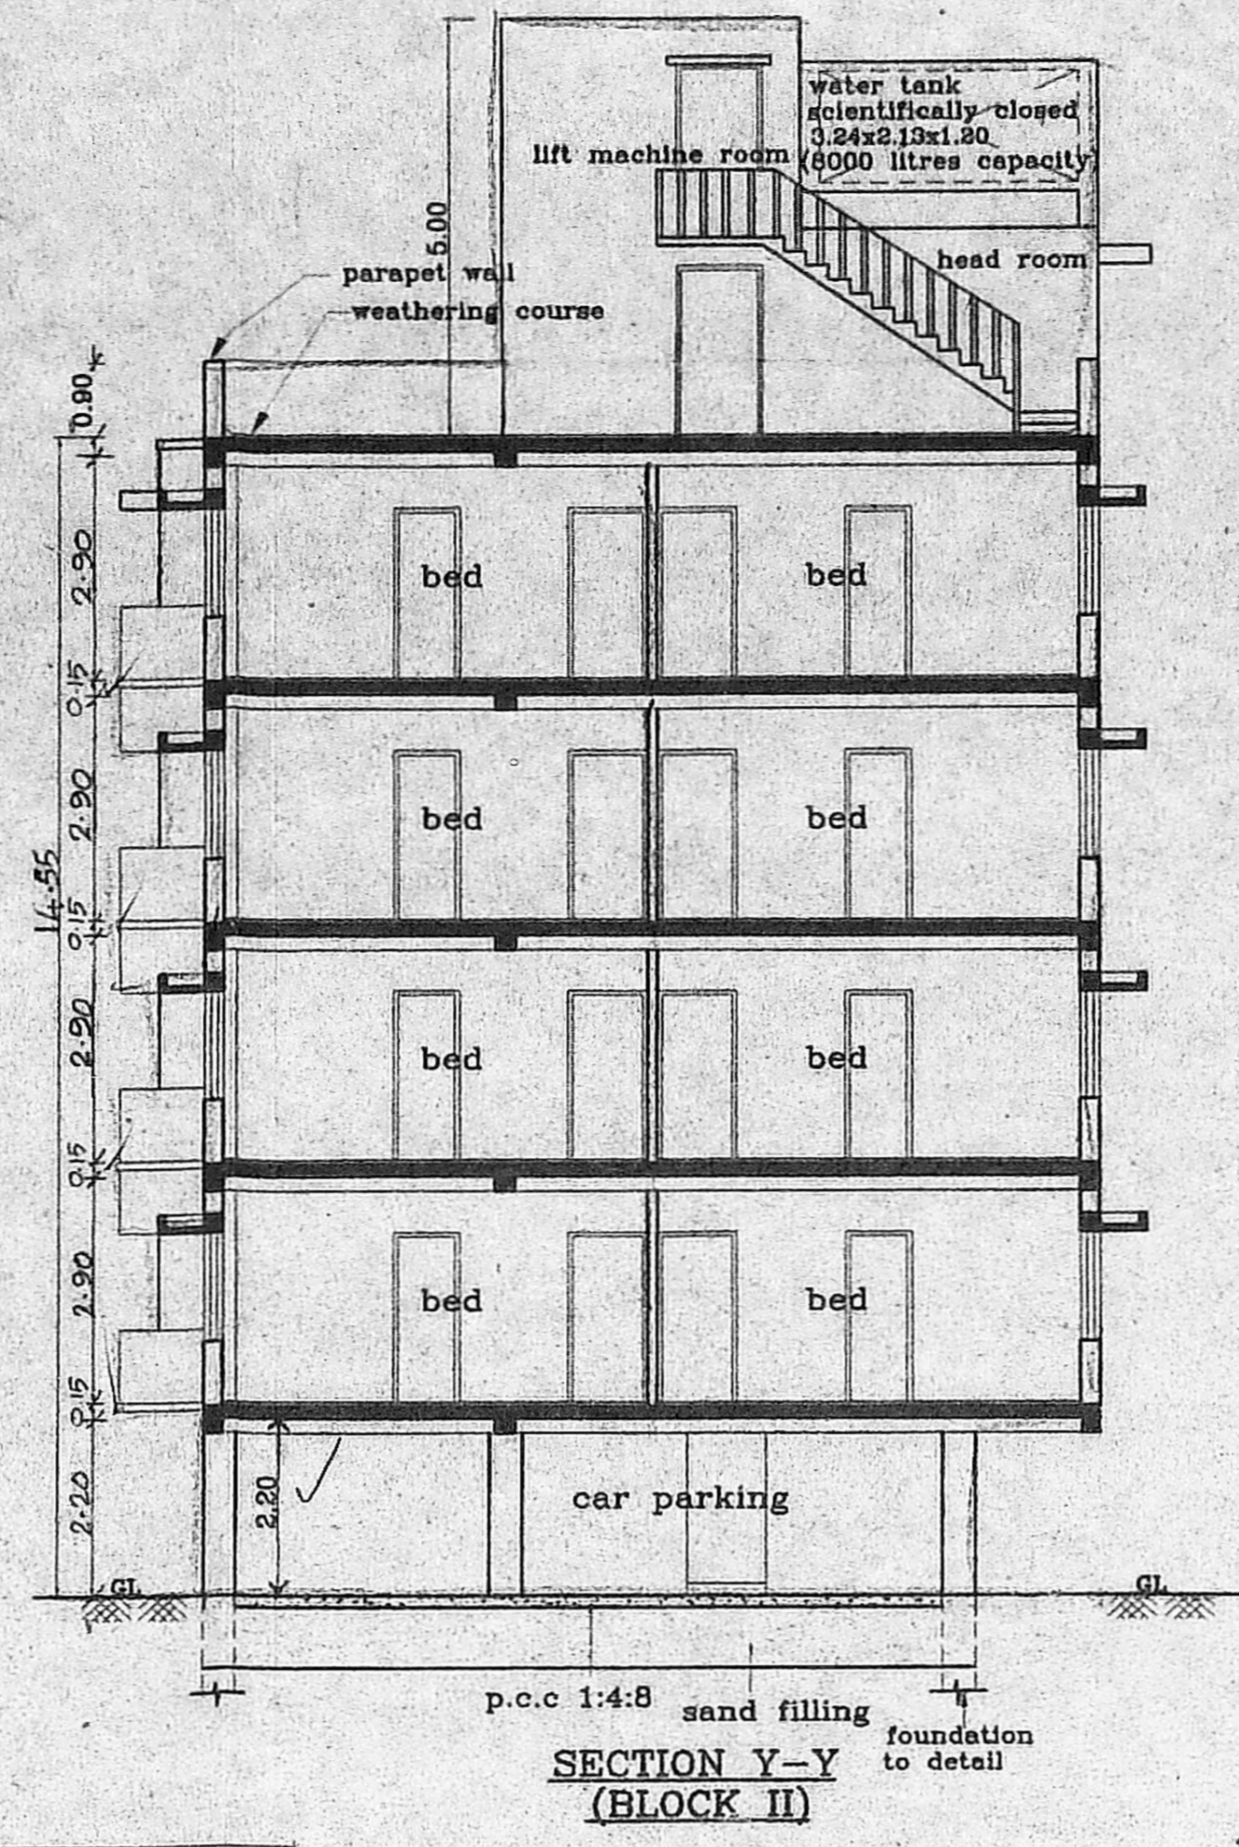 water tank
scientifically closed
3.24x2.13x1.20
(8000 litres capacity)
lift machine room
5.00
head room
parapet wall
weathering course
0.90
2.90
bed bed
0.15
2.90
bed bed
14.55
0.15
2.90
bed bed
0.15
2.90
bed bed
0.15
2.20
2.20
car parking
GL GL
p.c.c 1:4:8
sand filling
foundation
to detail
SECTION Y-Y
(BLOCK II)